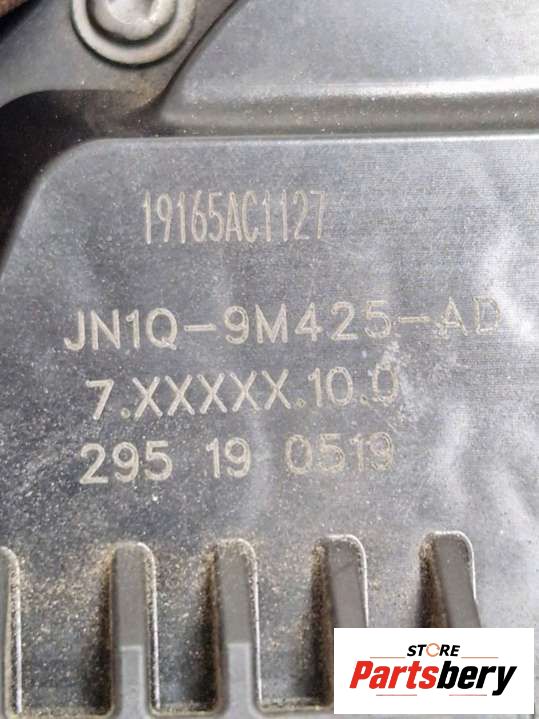 19165AC1127
JN1Q-9M425-AD
7.XXXXX.10.0
295 19 0519
STORE
Partsbery